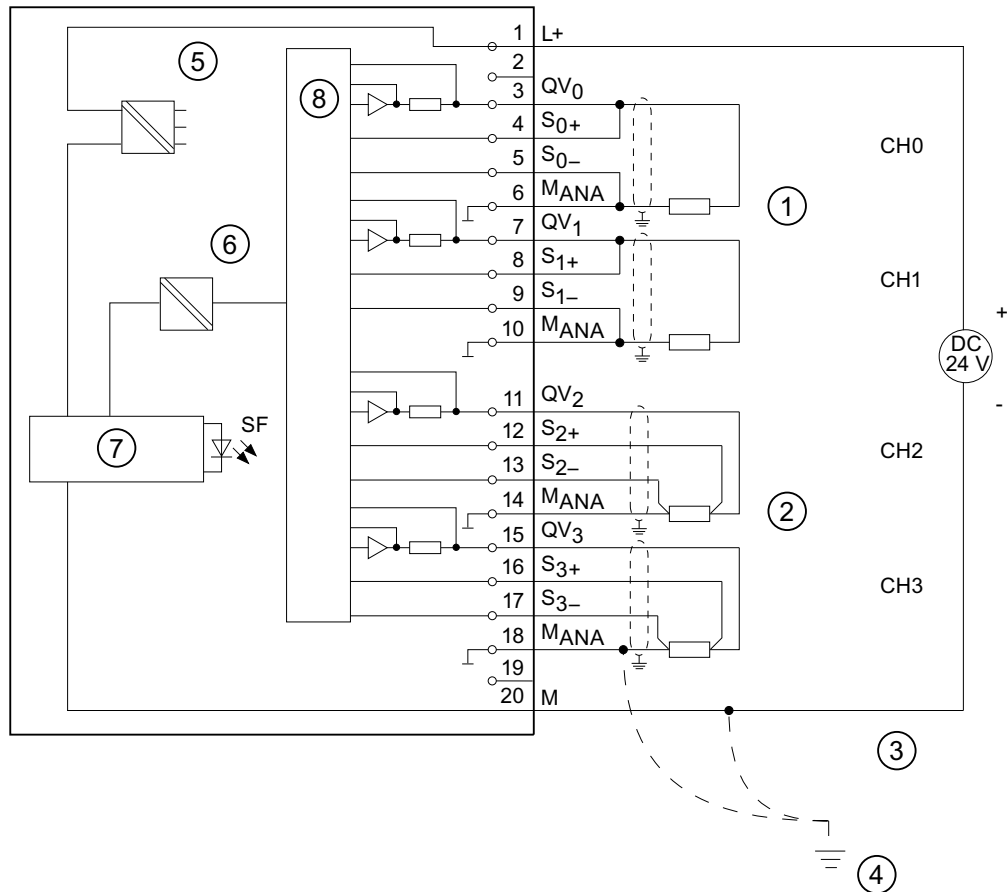 1 L+
2
3 QV0
4 S0+
5 S0–
6 MANA
7 QV1
8 S1+
9 S1–
10 MANA
11 QV2
12 S2+
13 S2–
14 MANA
15 QV3
16 S3+
17 S3–
18 MANA
19
20 M
5
8
6
7
SF
CH0
1
CH1
+
DC
24 V
-
CH2
2
CH3
3
4